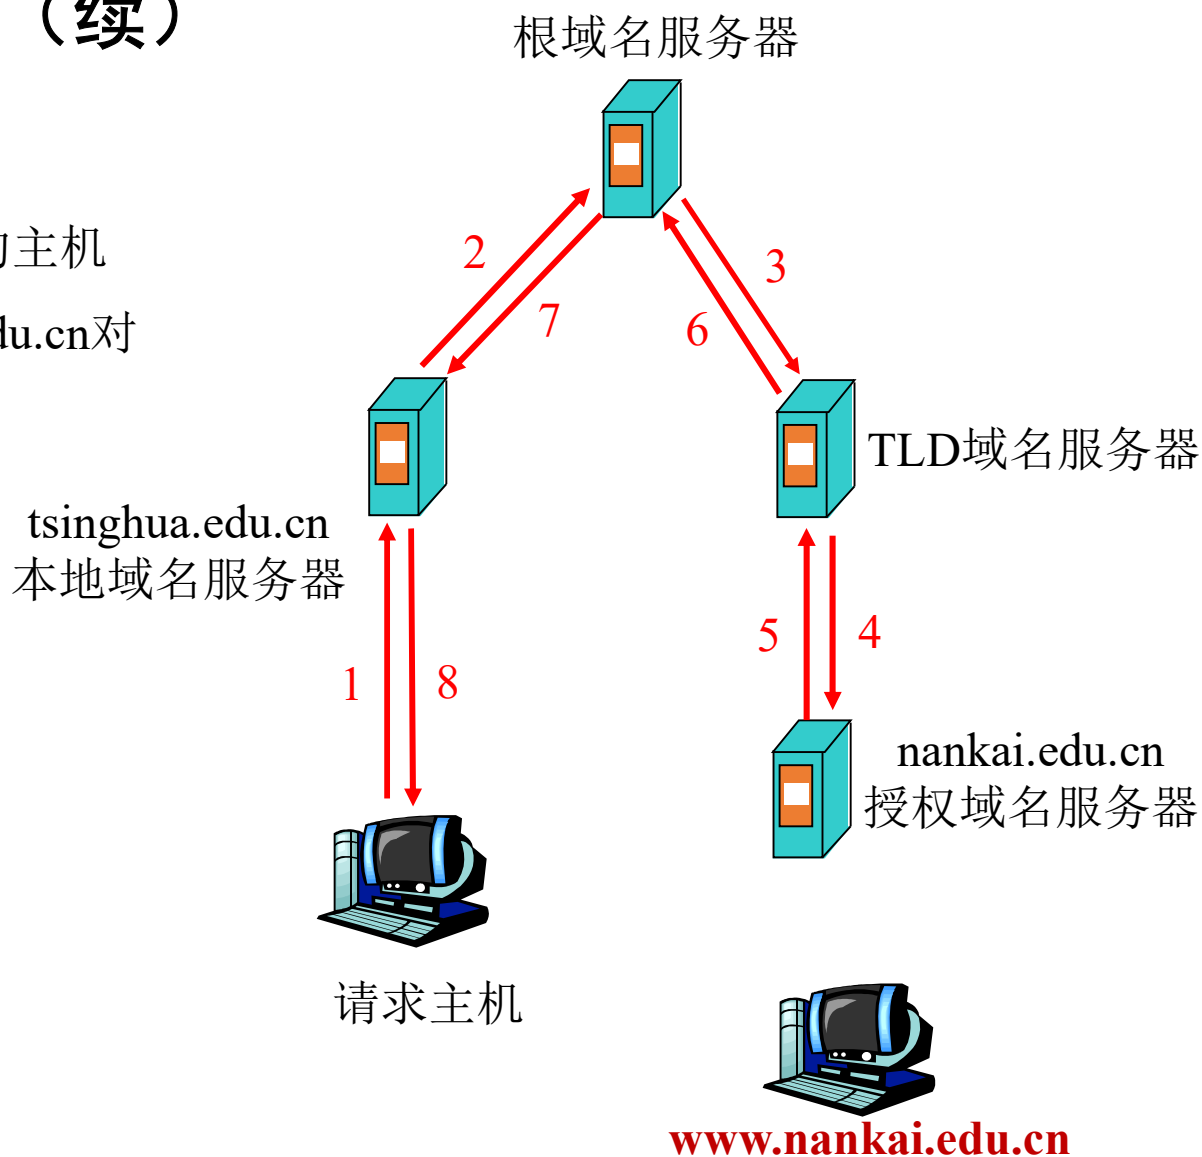 （续）
根域名服务器
主机
du.cn对
2
7
3
6
TLD域名服务器
tsinghua.edu.cn
本地域名服务器
1
8
5
4
nankai.edu.cn
授权域名服务器
请求主机
www.nankai.edu.cn